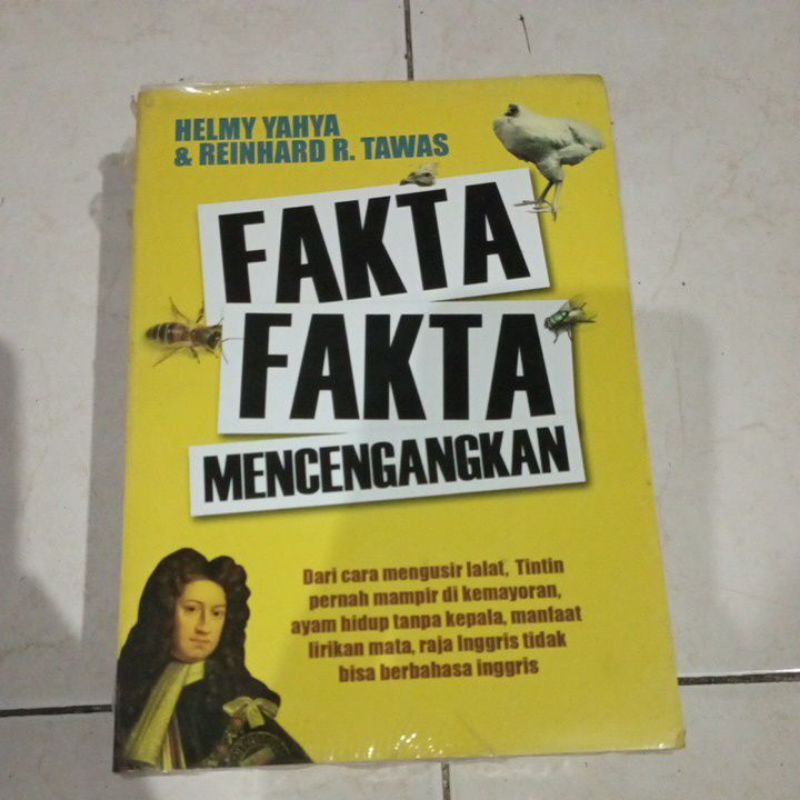 HELMY YAHYA
& REINHARD R. TAWAS
FAKTA
FAKTA
MENCENGANGKAN
Dari cara mengusir lalat, Tintin
pernah mampir di kemayoran,
ayam hidup tanpa kepala, manfaat
lirikan mata, raja Inggris tidak
bisa berbahasa inggris